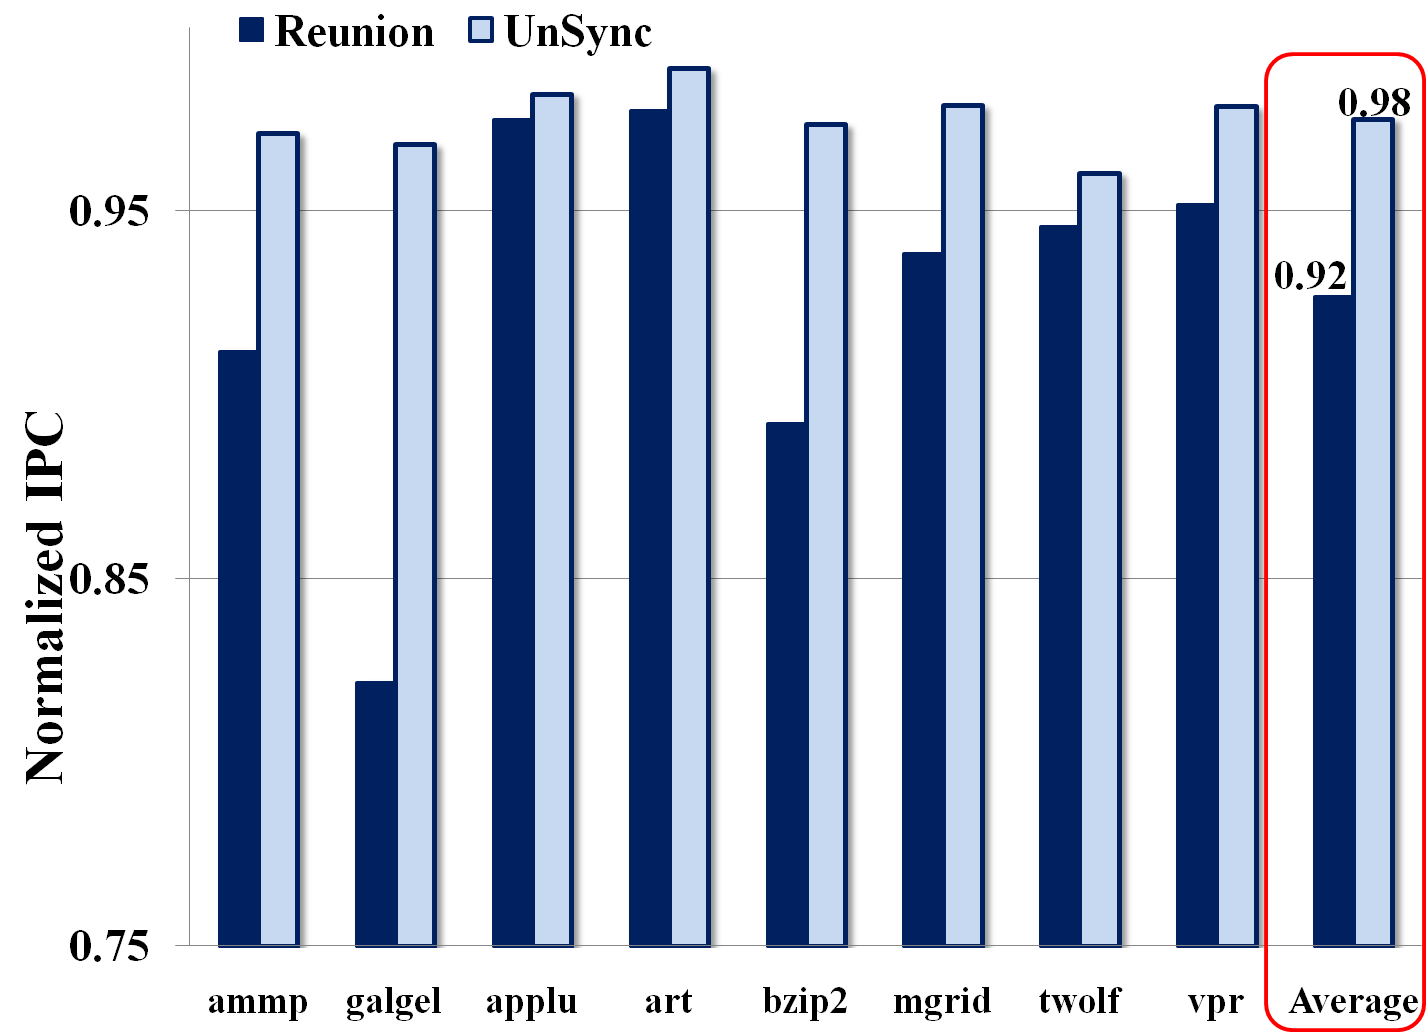 Reunion UnSync
0.98
0.95
0.92
Normalized IPC
0.85
0.75
ammp galgel applu art bzip2 mgrid twolf vpr Average